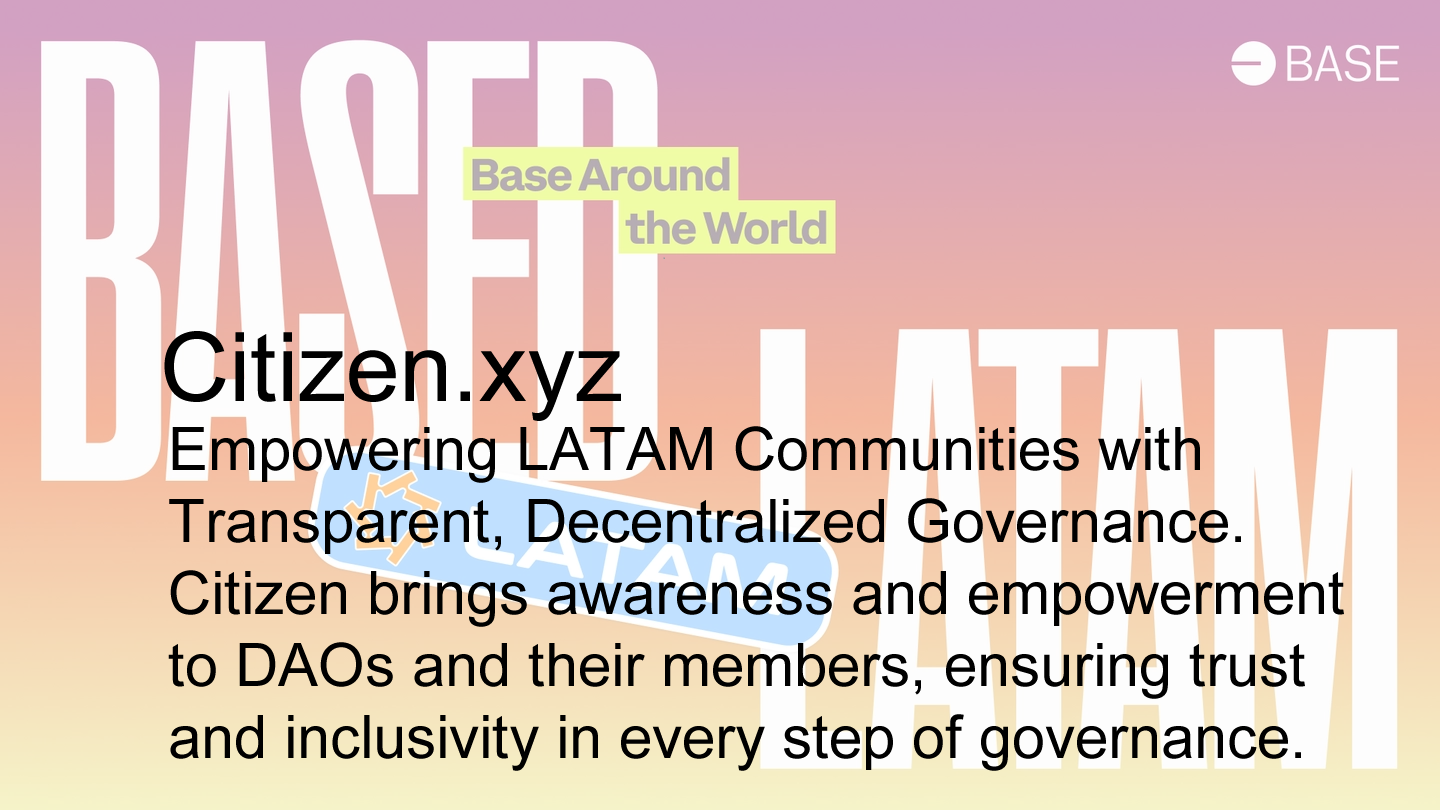 BASED
BASE
Base Around
the World
LATAM
Citizen.xyz
Empowering LATAM Communities with
Transparent, Decentralized Governance.
Citizen brings awareness and empowerment
to DAOs and their members, ensuring trust
and inclusivity in every step of governance.
LATAM